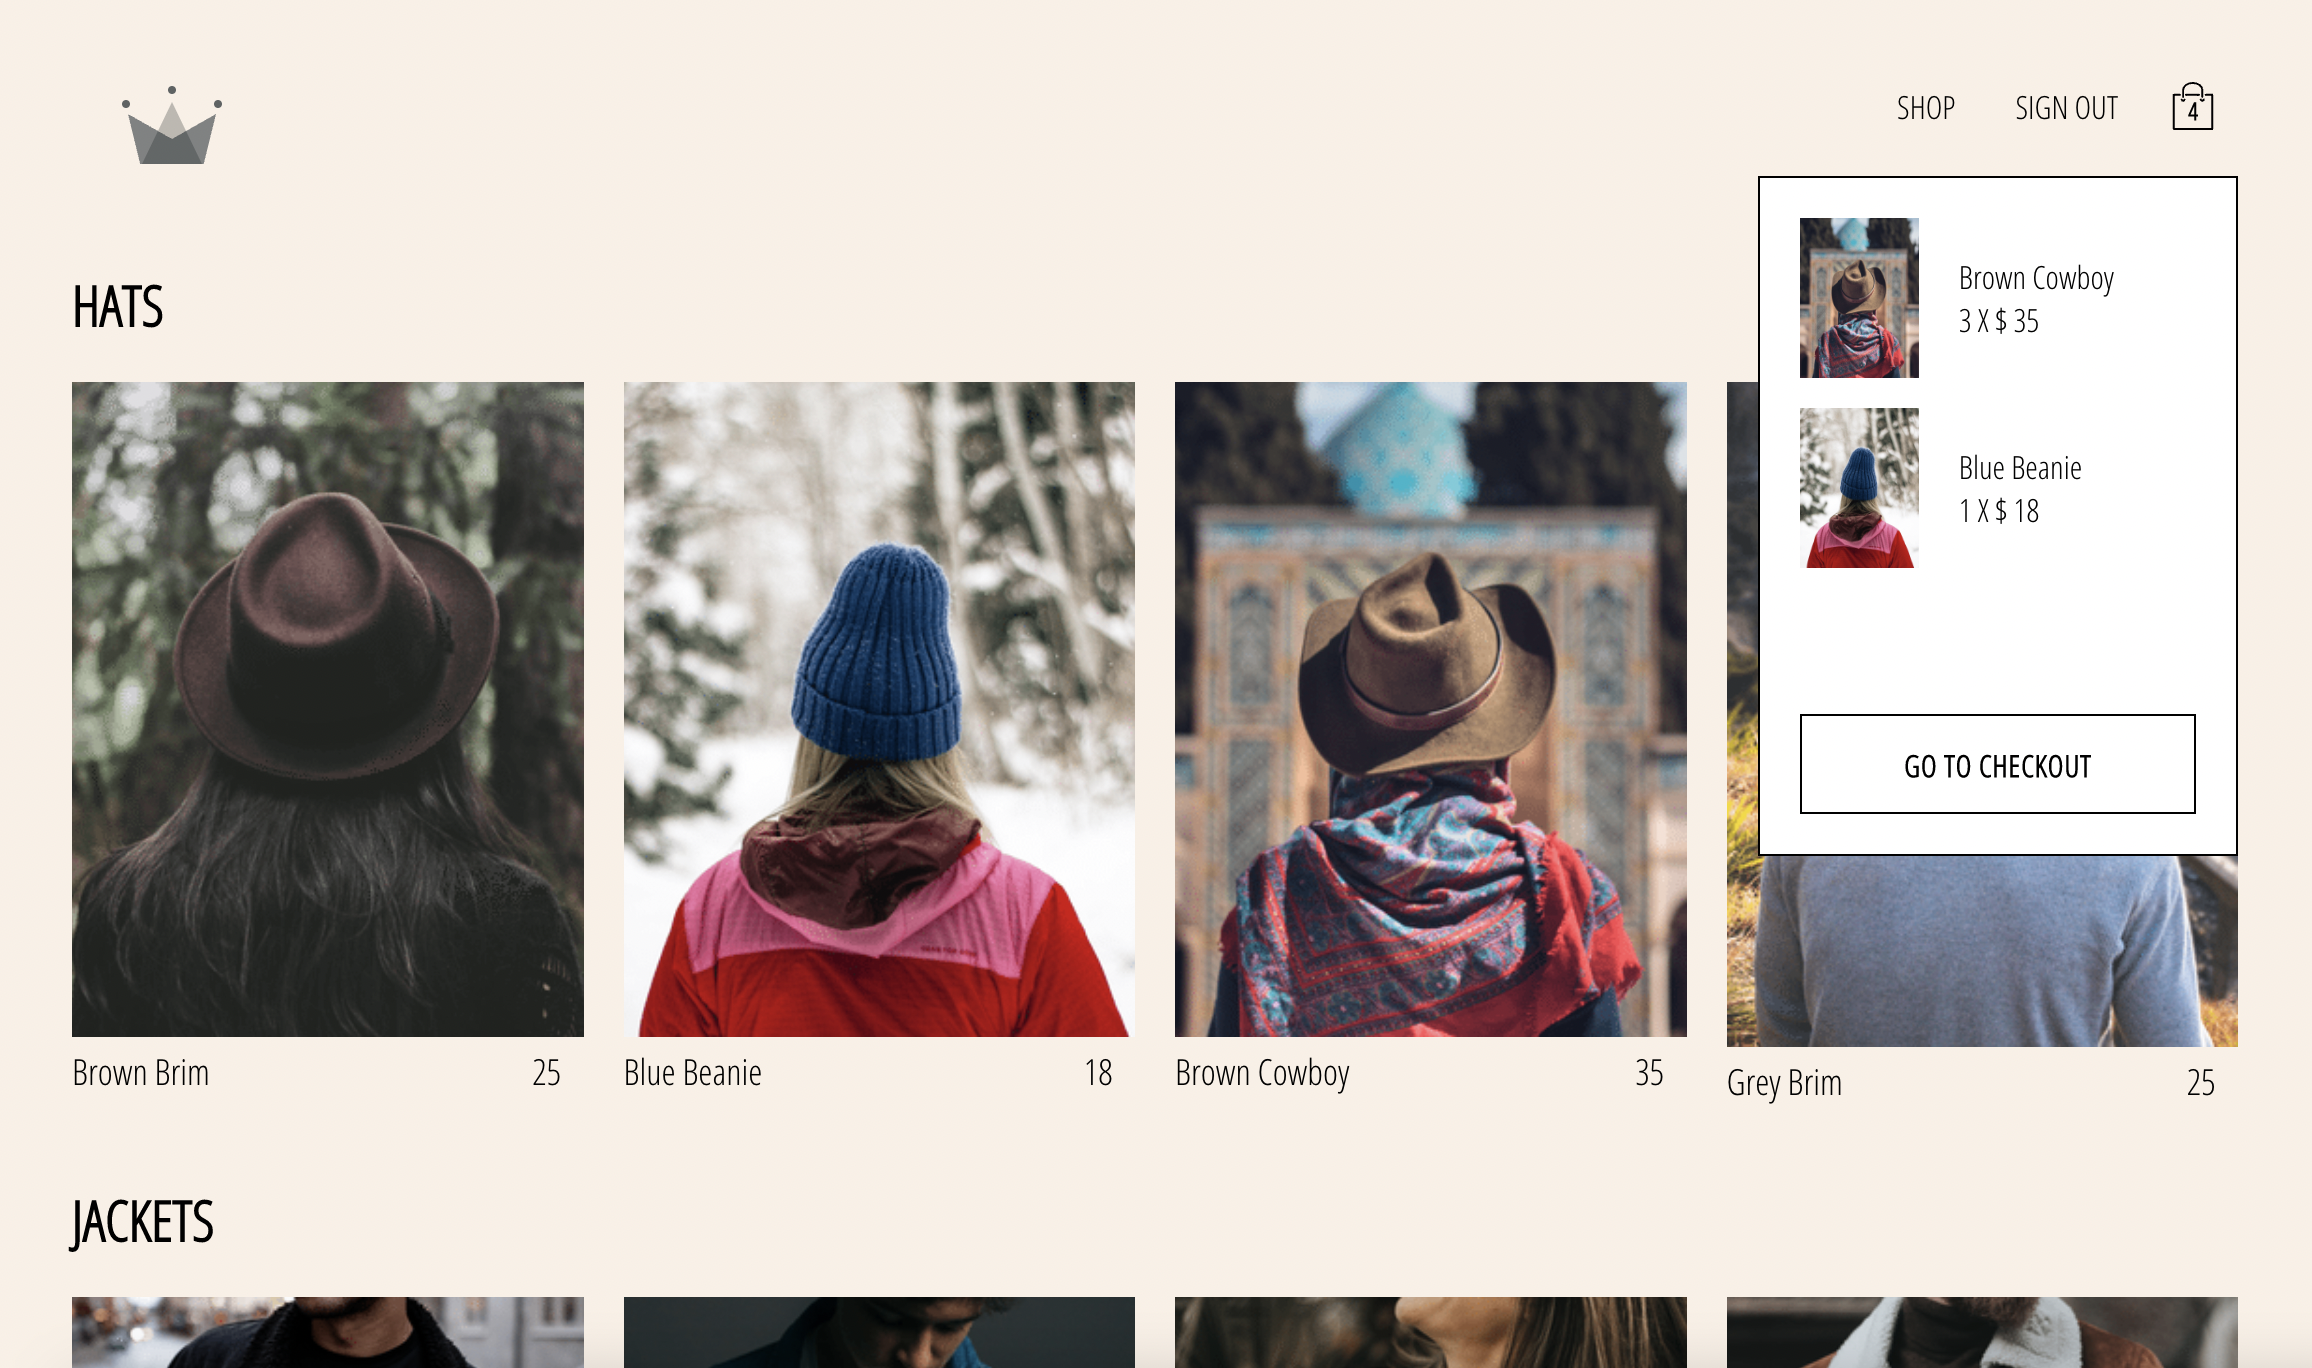 SHOP
SIGN OUT
4
Brown Cowboy
3 X $ 35
Blue Beanie
1 X $ 18
GO TO CHECKOUT
HATS
Brown Brim 25
Blue Beanie 18
Brown Cowboy 35
Grey Brim 25
JACKETS